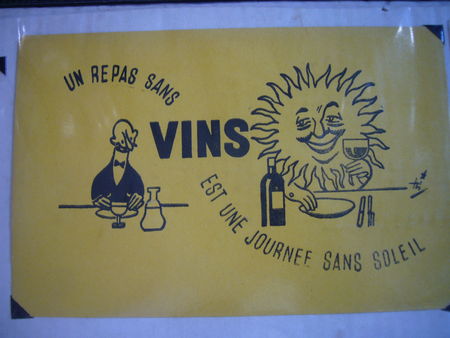 UN REPAS SANS
VINS
EST UNE JOURNEE SANS SOLEIL